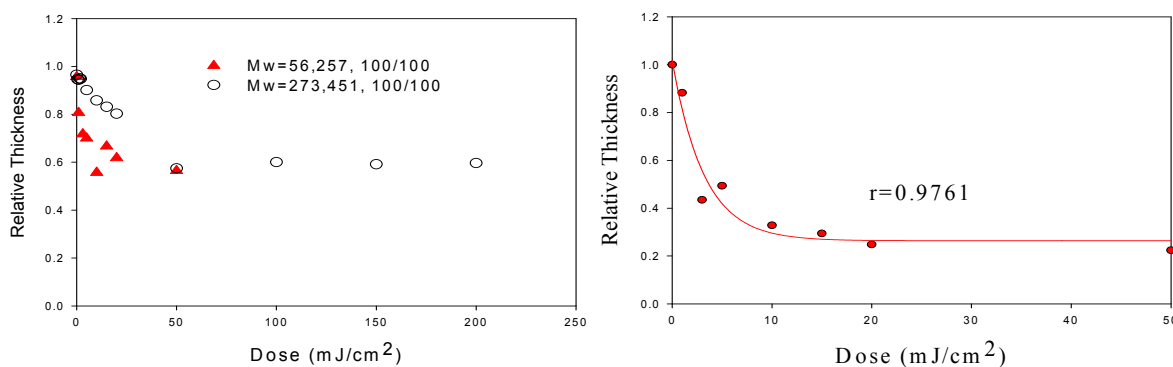 1.2
1.0
0.8
0.6
0.4
0.2
0.0
Relative Thickness
Mw=56,257, 100/100
Mw=273,451, 100/100
0 50 100 150 200 250
Dose (mJ/cm2)
1.2
1.0
0.8
0.6
0.4
0.2
0.0
Relative Thickness
r=0.9761
0 10 20 30 40 50
Dose (mJ/cm2)